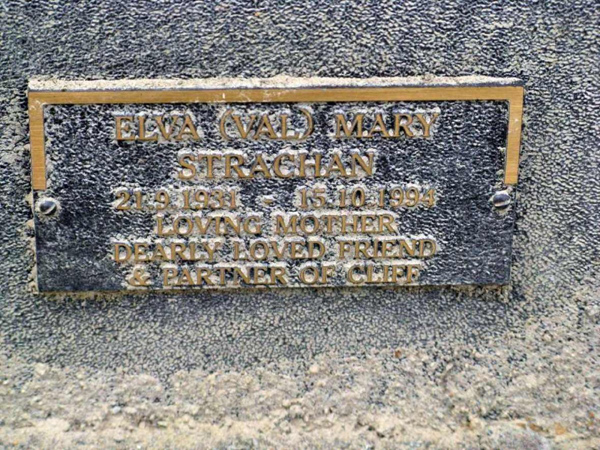 ELVA (VAL) MARY
STRACHAN
21.9.1931 - 15.10.1994
LOVING MOTHER
DEARLY LOVED FRIEND
& PARTNER OF CLIFF